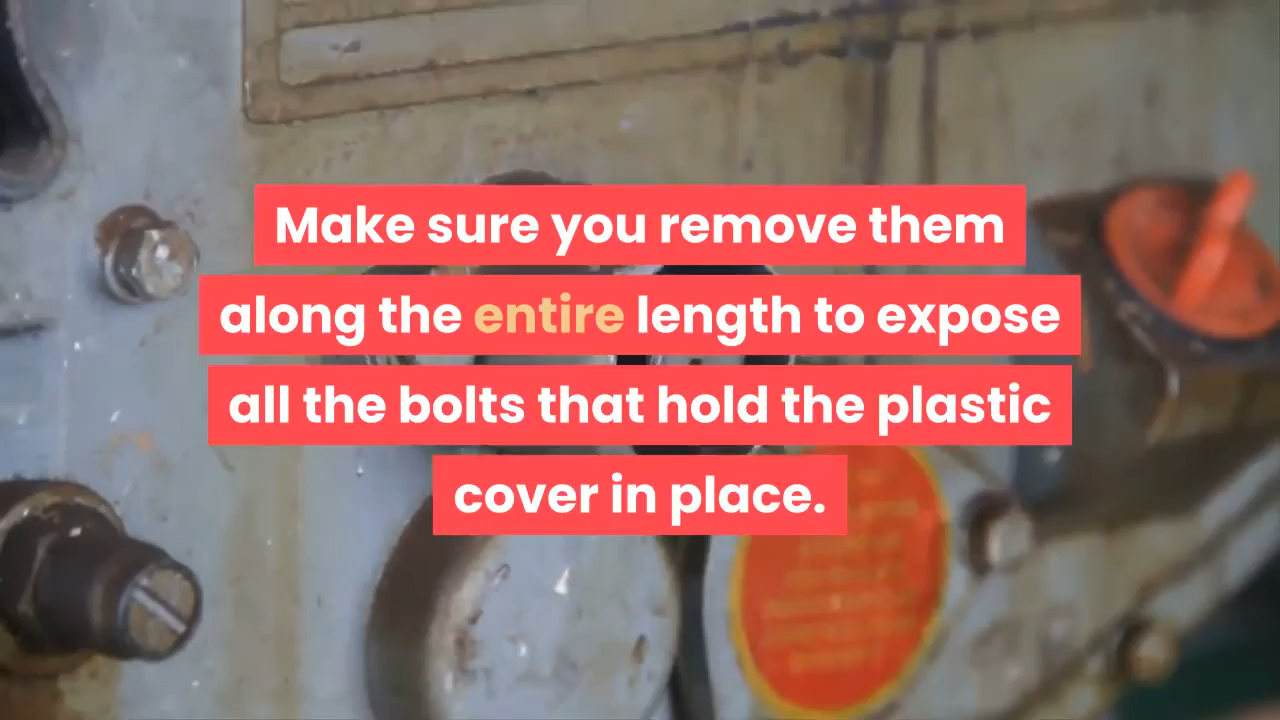 Make sure you remove them
along the entire length to expose
all the bolts that hold the plastic
cover in place.